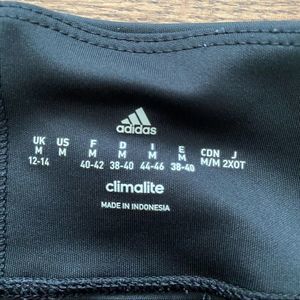 adidas
UK US F D I E CDN J
M M M M M M M/M 2XOT
12-14 40-42 38-40 44-46 38-40
climalite
MADE IN INDONESIA